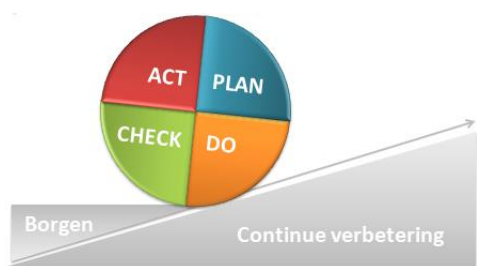 ACT
PLAN
CHECK
DO
Borgen
Continue verbetering